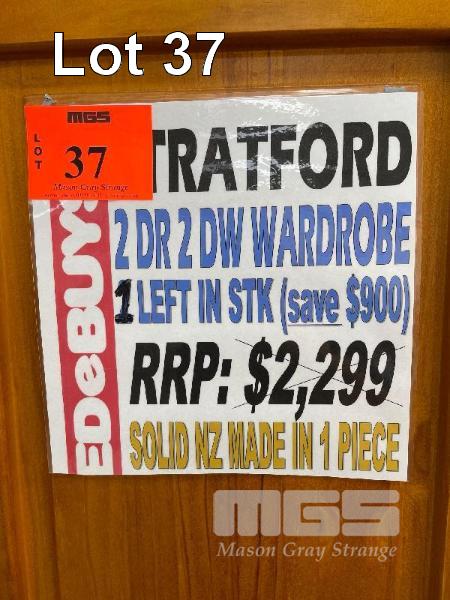 Lot 37
MGS
LOT
37
Mason Gray Strange
TRATFORD
2 DR 2 DW WARDROBE
1 LEFT IN STK (save $900)
RRP: $2,299
SOLID NZ MADE IN 1 PIECE
EDeBUYS
MGS
Mason Gray Strange